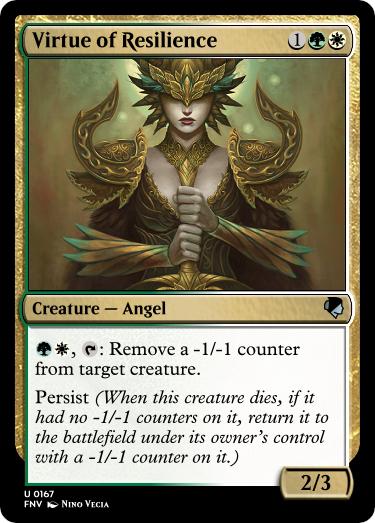 Virtue of Resilience 1
Creature — Angel
, : Remove a -1/-1 counter
from target creature.
Persist (When this creature dies, if it
had no -1/-1 counters on it, return it to
the battlefield under its owner's control
with a -1/-1 counter on it.)
2/3
U 0167
FNV Nino Vecia